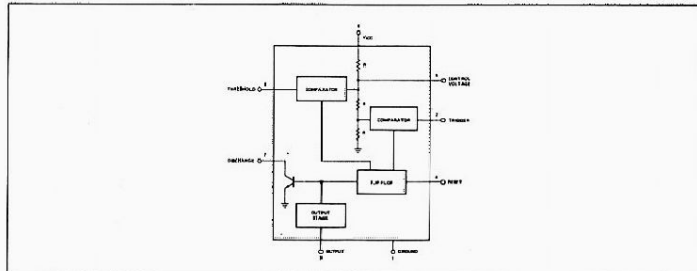 VCC
R
5
CONTROL
VOLTAGE
THRESHOLD 6
COMPARATOR
R
COMPARATOR
2
TRIGGER
R
DISCHARGE
7
FLIP FLOP
4
RESET
OUTPUT
STAGE
OUTPUT
3
GROUND
1